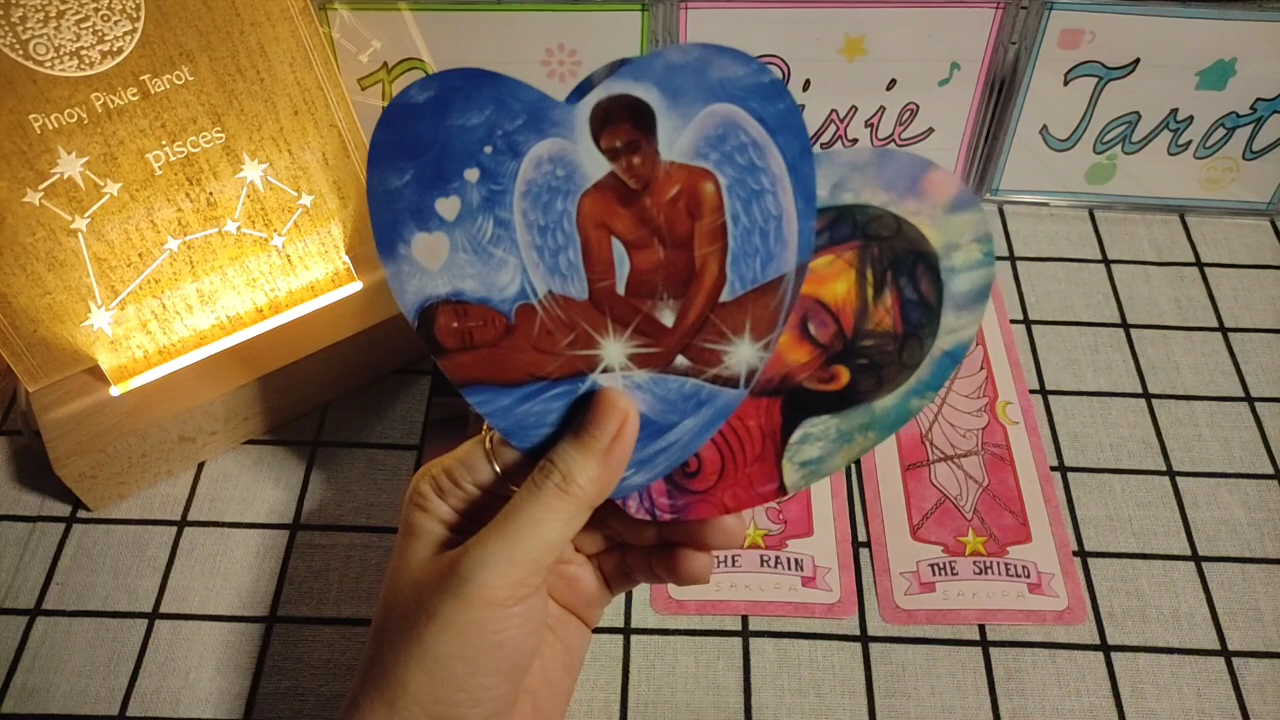 Pinoy Pixie Tarot
pisces
Pixie
Tarot
THE RAIN
SAKURA
THE SHIELD
SAKURA